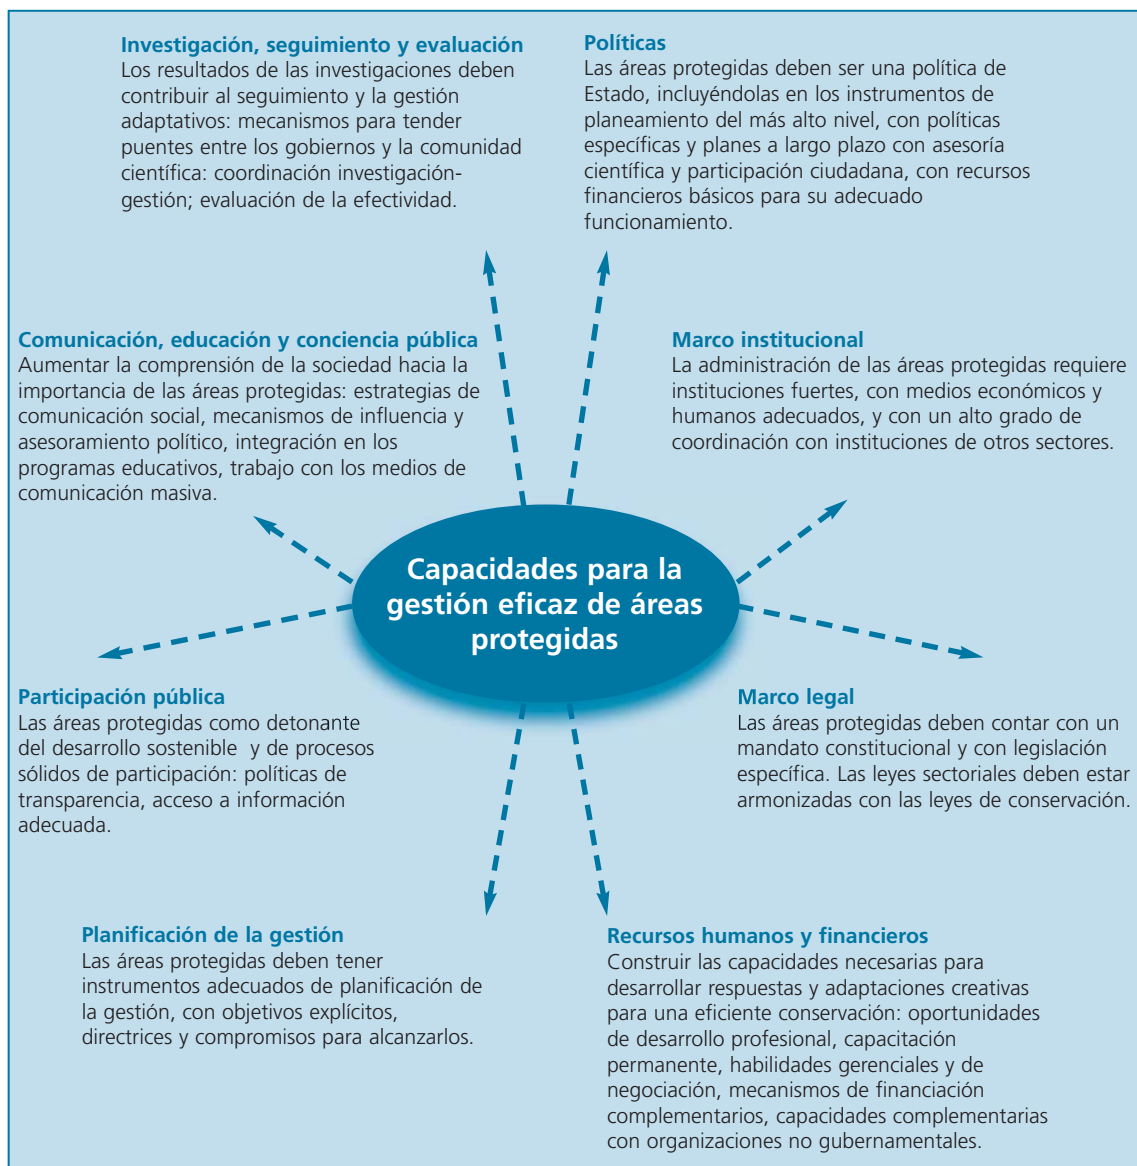 Investigación, seguimiento y evaluación
Los resultados de las investigaciones deben
contribuir al seguimiento y la gestión
adaptativos: mecanismos para tender
puentes entre los gobiernos y la comunidad
científica: coordinación investigación-
gestión; evaluación de la efectividad.
Políticas
Las áreas protegidas deben ser una política de
Estado, incluyéndolas en los instrumentos de
planeamiento del más alto nivel, con políticas
específicas y planes a largo plazo con asesoría
científica y participación ciudadana, con recursos
financieros básicos para su adecuado
funcionamiento.
Comunicación, educación y conciencia pública
Aumentar la comprensión de la sociedad hacia la
importancia de las áreas protegidas: estrategias de
comunicación social, mecanismos de influencia y
asesoramiento político, integración en los
programas educativos, trabajo con los medios de
comunicación masiva.
Marco institucional
La administración de las áreas protegidas requiere
instituciones fuertes, con medios económicos y
humanos adecuados, y con un alto grado de
coordinación con instituciones de otros sectores.
Capacidades para la
gestión eficaz de áreas
protegidas
Participación pública
Las áreas protegidas como detonante
del desarrollo sostenible y de procesos
sólidos de participación: políticas de
transparencia, acceso a información
adecuada.
Marco legal
Las áreas protegidas deben contar con un
mandato constitucional y con legislación
específica. Las leyes sectoriales deben estar
armonizadas con las leyes de conservación.
Planificación de la gestión
Las áreas protegidas deben tener
instrumentos adecuados de planificación de
la gestión, con objetivos explícitos,
directrices y compromisos para alcanzarlos.
Recursos humanos y financieros
Construir las capacidades necesarias para
desarrollar respuestas y adaptaciones creativas
para una eficiente conservación: oportunidades
de desarrollo profesional, capacitación
permanente, habilidades gerenciales y de
negociación, mecanismos de financiación
complementarios, capacidades complementarias
con organizaciones no gubernamentales.